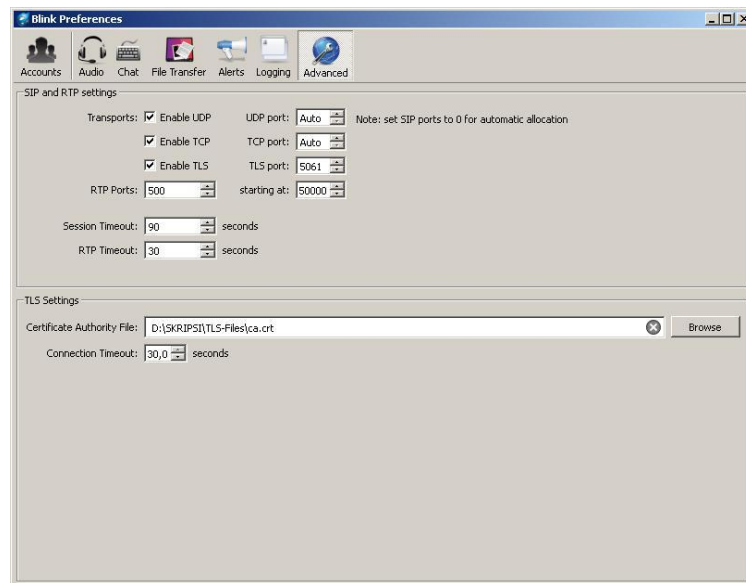 Blink Preferences
Accounts Audio Chat File Transfer Alerts Logging Advanced
SIP and RTP settings
Transports: Enable UDP UDP port: Auto Note: set SIP ports to 0 for automatic allocation
Enable TCP TCP port: Auto
Enable TLS TLS port: 5061
RTP Ports: 500 starting at: 50000
Session Timeout: 90 seconds
RTP Timeout: 30 seconds
TLS Settings
Certificate Authority File: D:\SKRIPSI\TLS-Files\ca.crt Browse
Connection Timeout: 30,0 seconds